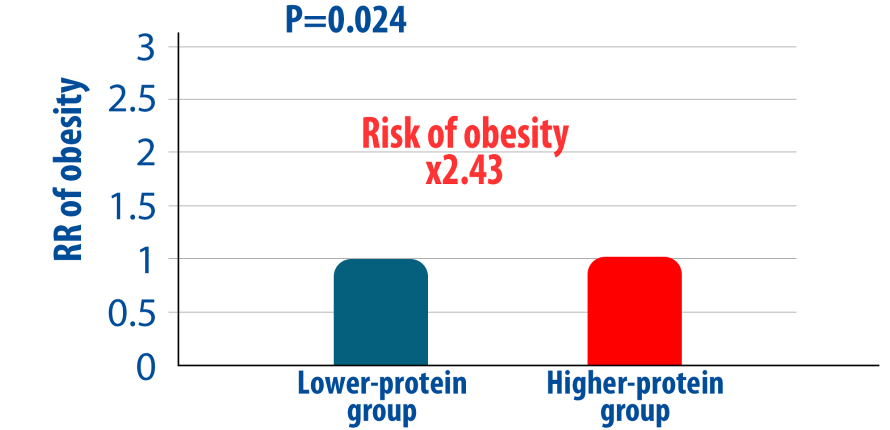 P=0.024
3
2.5
2
1.5
1
0.5
0
RR of obesity
Risk of obesity
x2.43
Lower-protein
group
Higher-protein
group